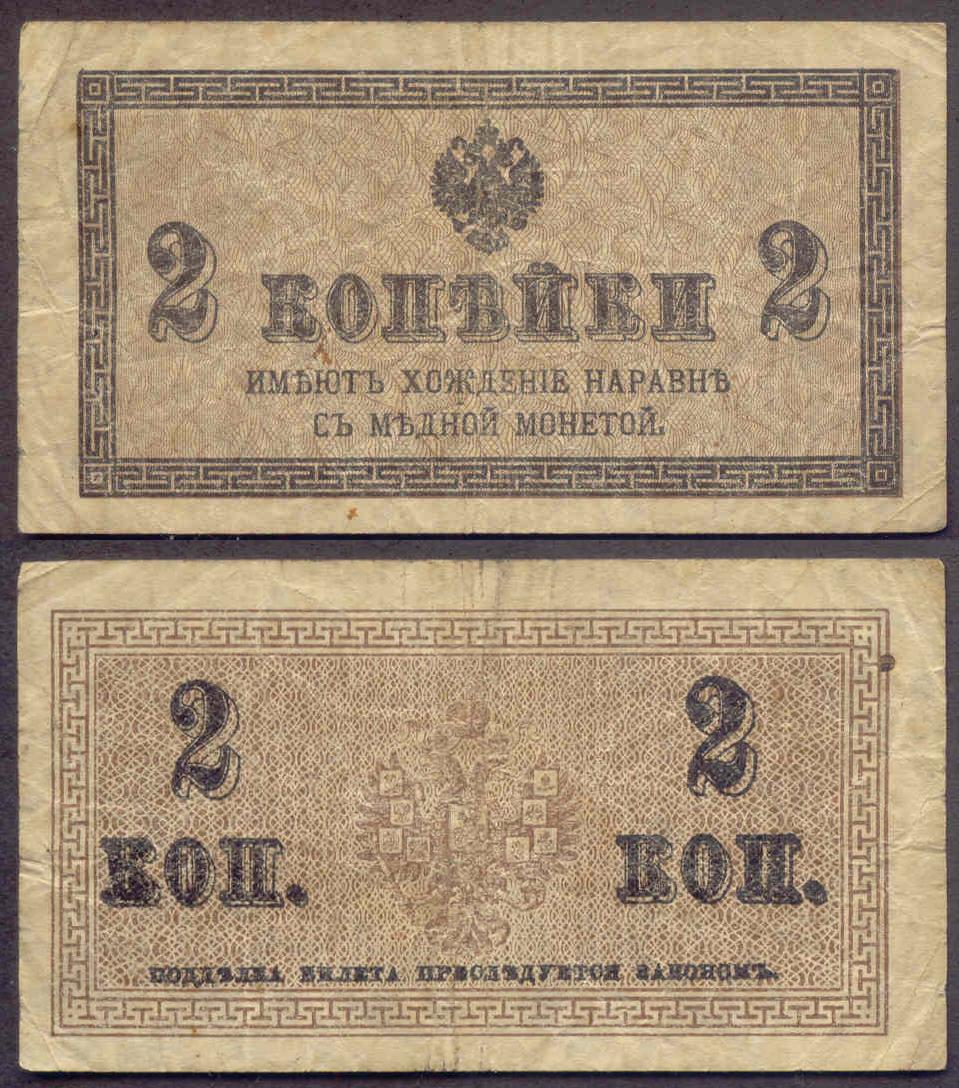 2 КОПѢЙКИ 2
ИМѢЮТЪ ХОЖДЕНІЕ НАРАВНѢ
СЪ МѢДНОЙ МОНЕТОЙ.
2 2
КОП. КОП.
ПОДДѢЛКА БИЛЕТА ПРЕСЛѢДУЕТСЯ ЗАКОНОМЪ.